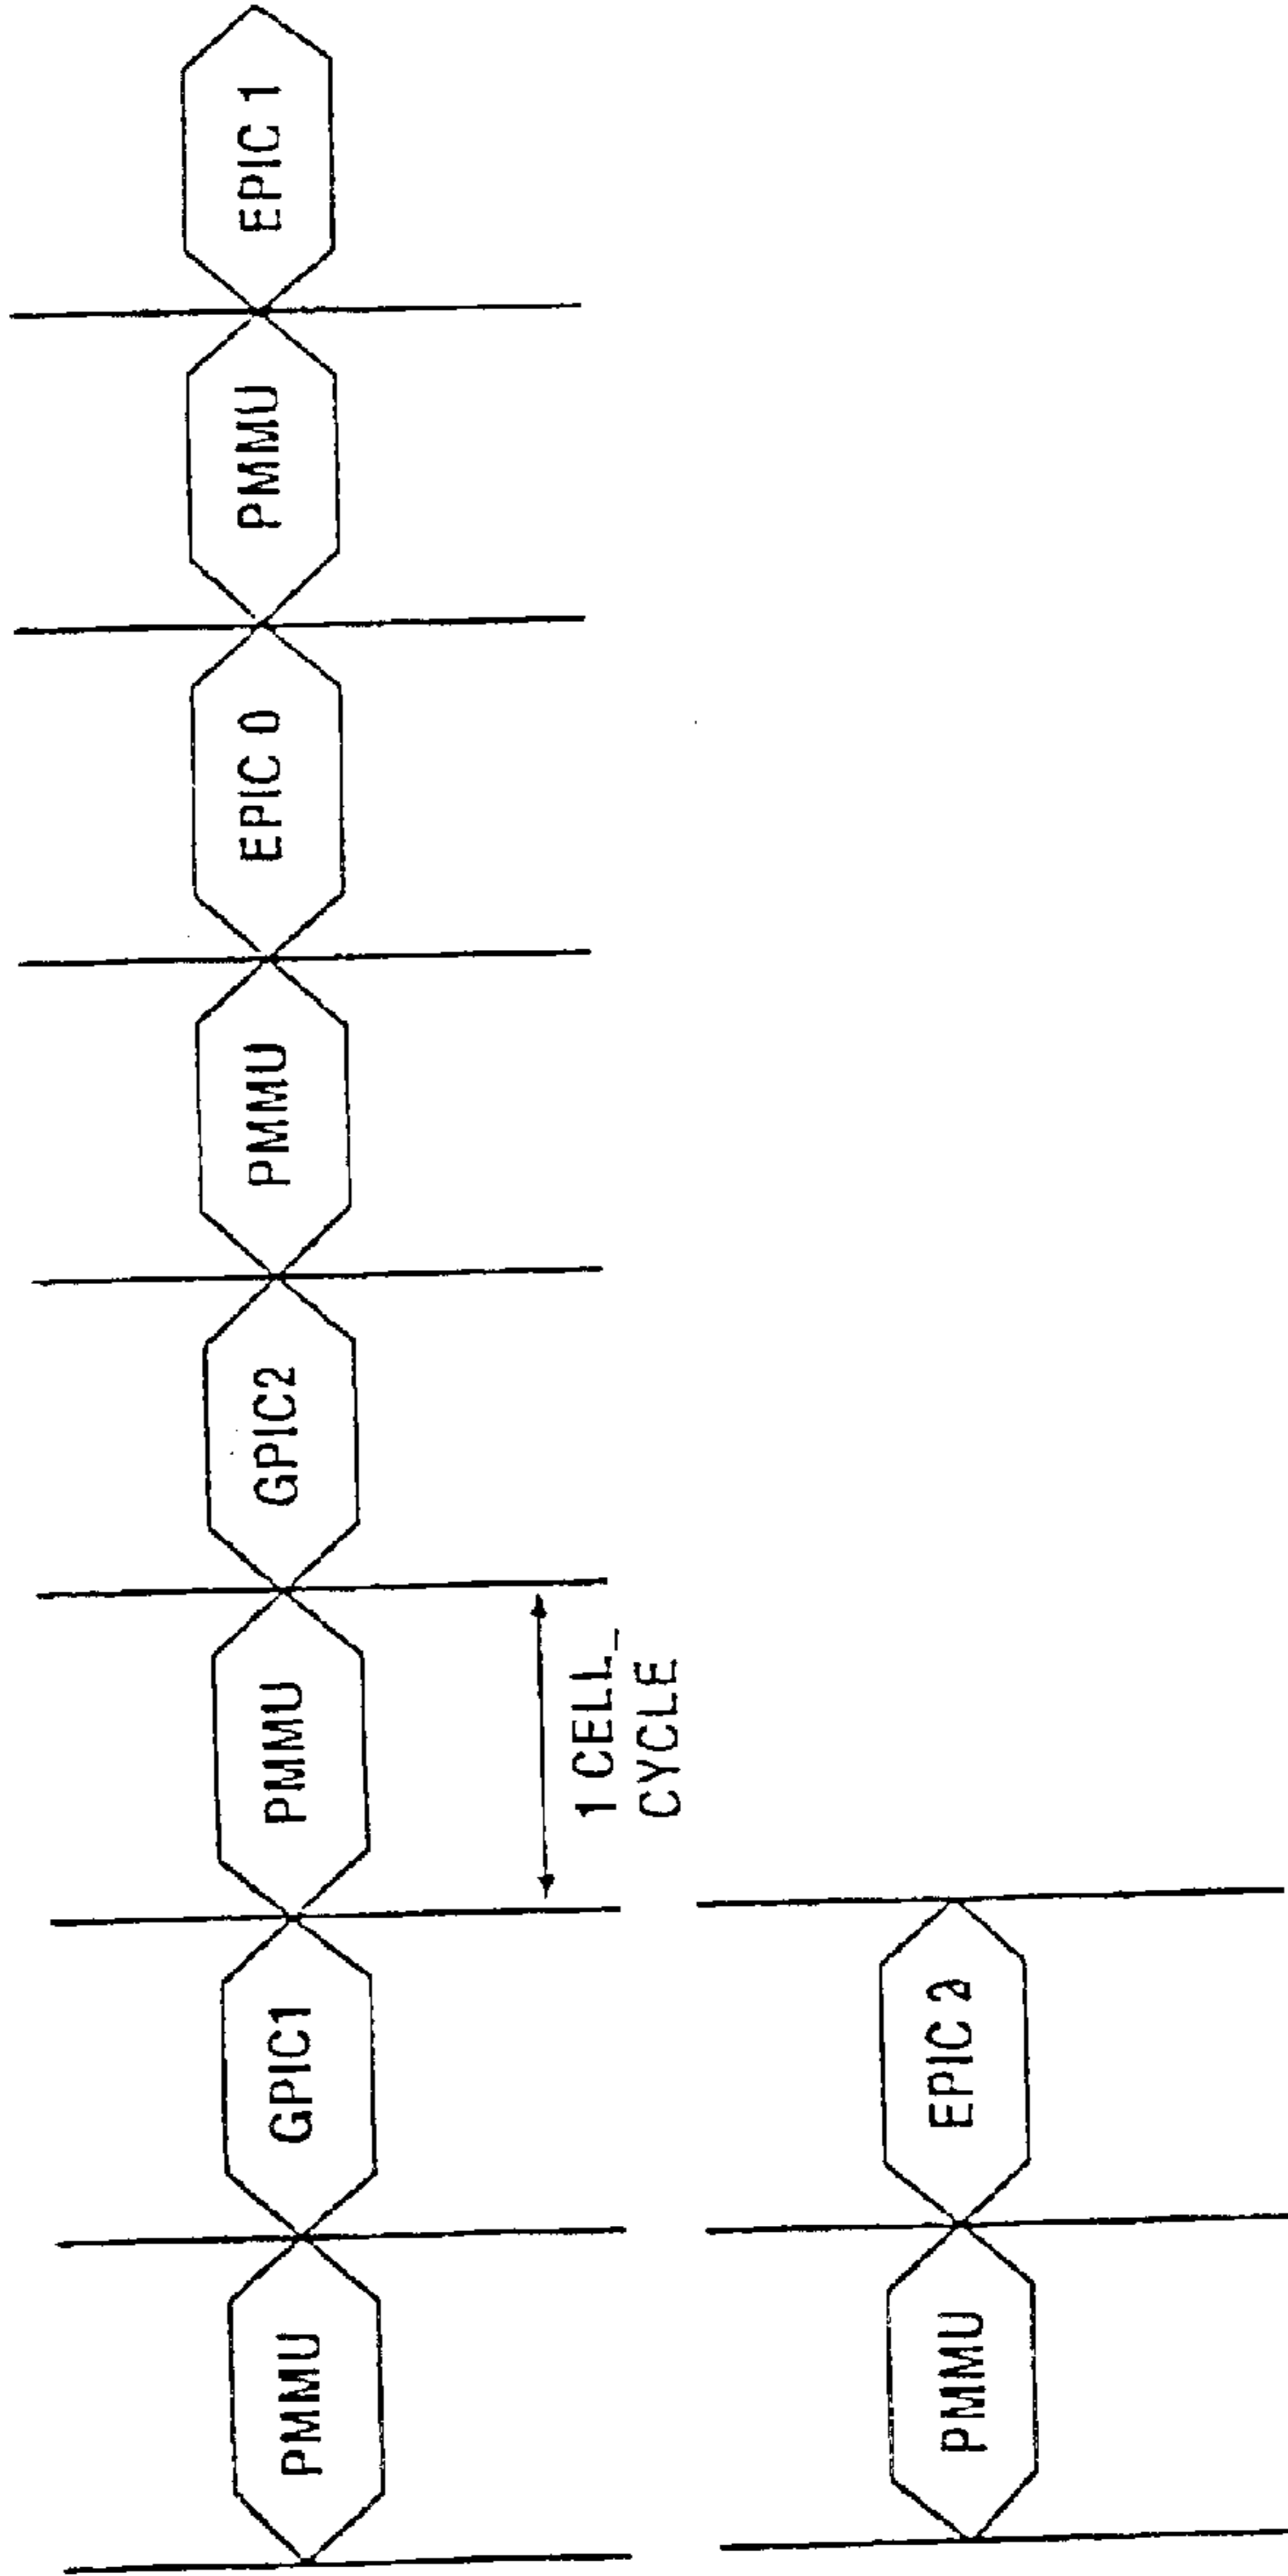 PMMU
GPIC1
PMMU
GPIC2
PMMU
EPIC 0
PMMU
EPIC 1
1 CELL_
CYCLE
PMMU
EPIC 2